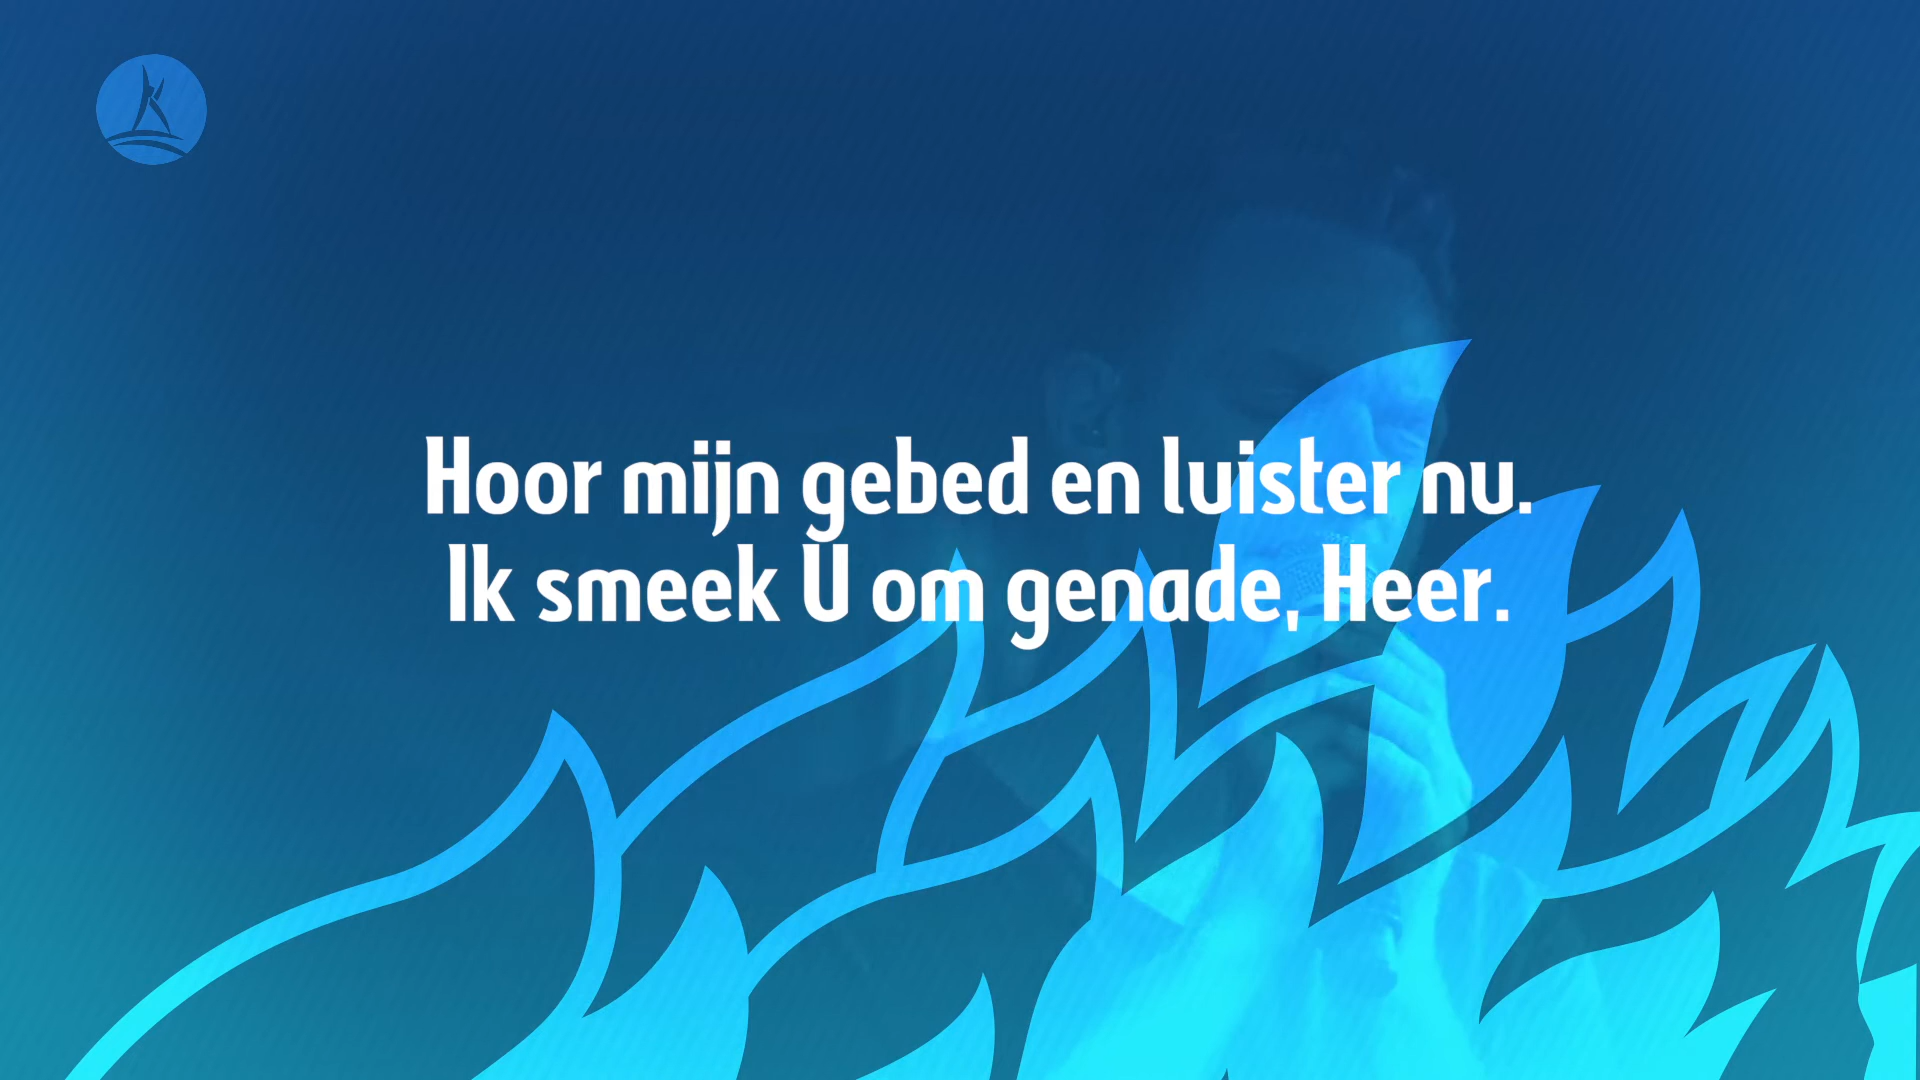 Hoor mijn gebed en luister nu.
Ik smeek U om genade, Heer.